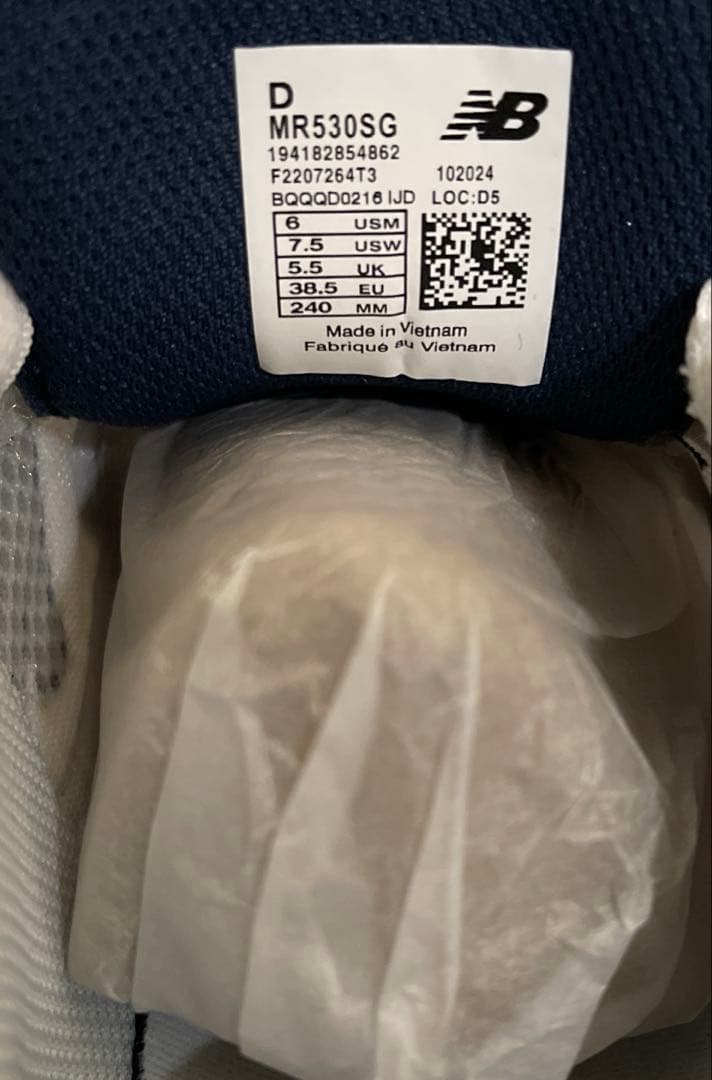 D
NB
MR530SG
194182854862
F2207264T3 102024
BQQQD0216 IJD LOC:D5
6 USM
7.5 USW
5.5 UK
38.5 EU
240 MM
Made in Vietnam
Fabriqué au Vietnam